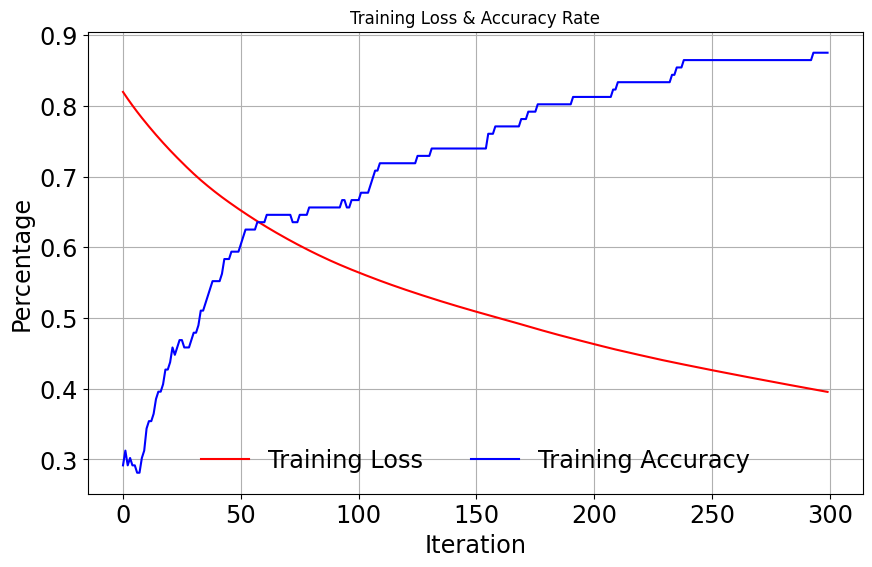 Training Loss & Accuracy Rate
0.9
0.8
0.7
0.6
0.5
0.4
0.3
Percentage
Training Loss
Training Accuracy
0 50 100 150 200 250 300
Iteration